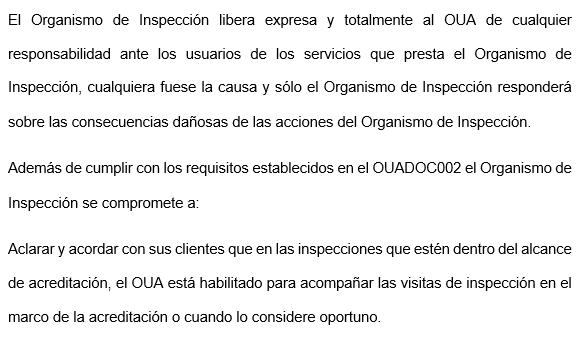 El Organismo de Inspección libera expresa y totalmente al OUA de cualquier
responsabilidad ante los usuarios de los servicios que presta el Organismo de
Inspección, cualquiera fuese la causa y sólo el Organismo de Inspección responderá
sobre las consecuencias dañosas de las acciones del Organismo de Inspección.
Además de cumplir con los requisitos establecidos en el OUADOC002 el Organismo de
Inspección se compromete a:
Aclarar y acordar con sus clientes que en las inspecciones que estén dentro del alcance
de acreditación, el OUA está habilitado para acompañar las visitas de inspección en el
marco de la acreditación o cuando lo considere oportuno.